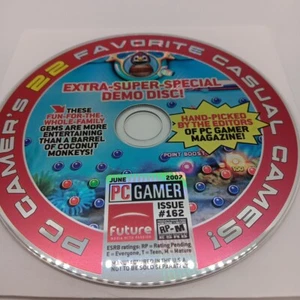 PC GAMER'S 22 FAVORITE CASUAL GAMES!
EXTRA-SUPER-SPECIAL
DEMO DISC!
THESE
FUN-FOR-THE-
WHOLE-FAMILY
GEMS ARE MORE
ENTERTAINING
THAN A BARREL
OF COCONUT
MONKEYS!
HAND-PICKED
BY THE EDITORS
OF PC GAMER
MAGAZINE!
JUNE 2007
PC GAMER
ISSUE
#162
Future
RP-M
ESRB ratings: RP = Rating Pending
E = Everyone, T = Teen, M = Mature